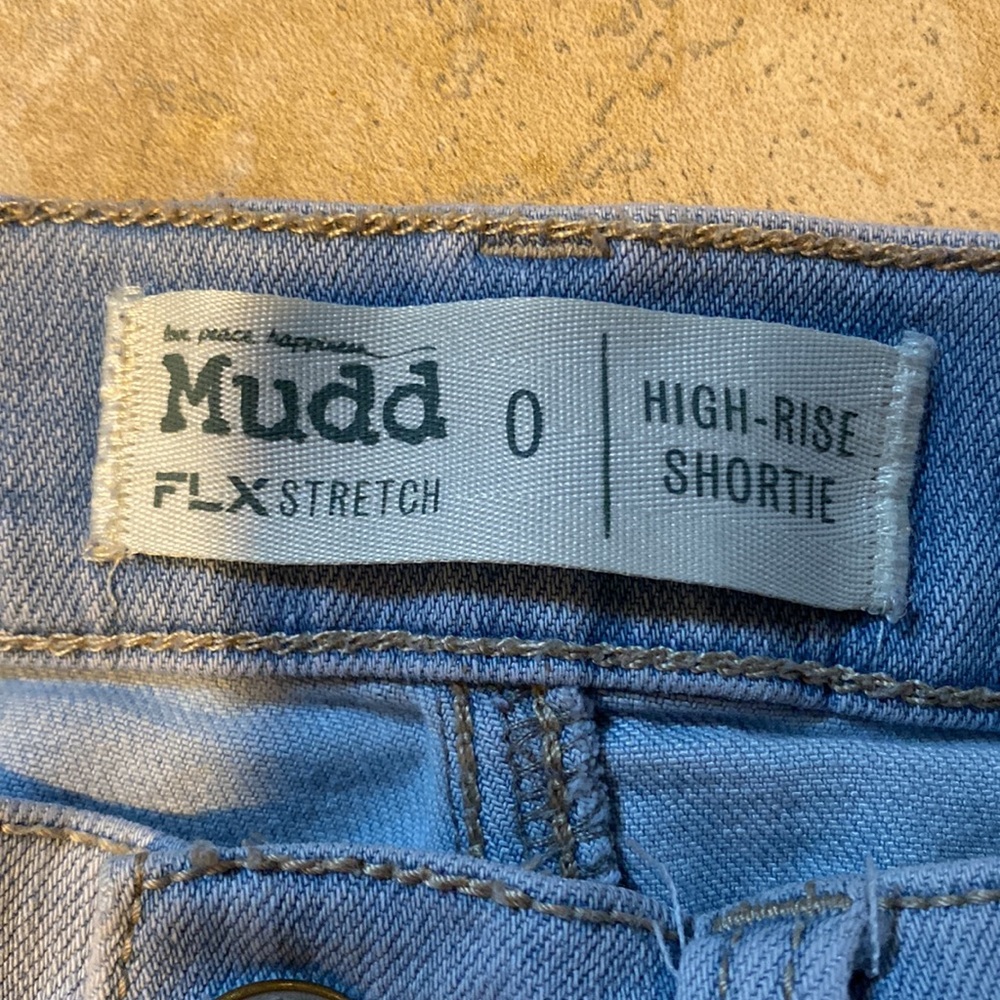 love peace happiness
Mudd
FLX STRETCH
0
HIGH-RISE
SHORTIE